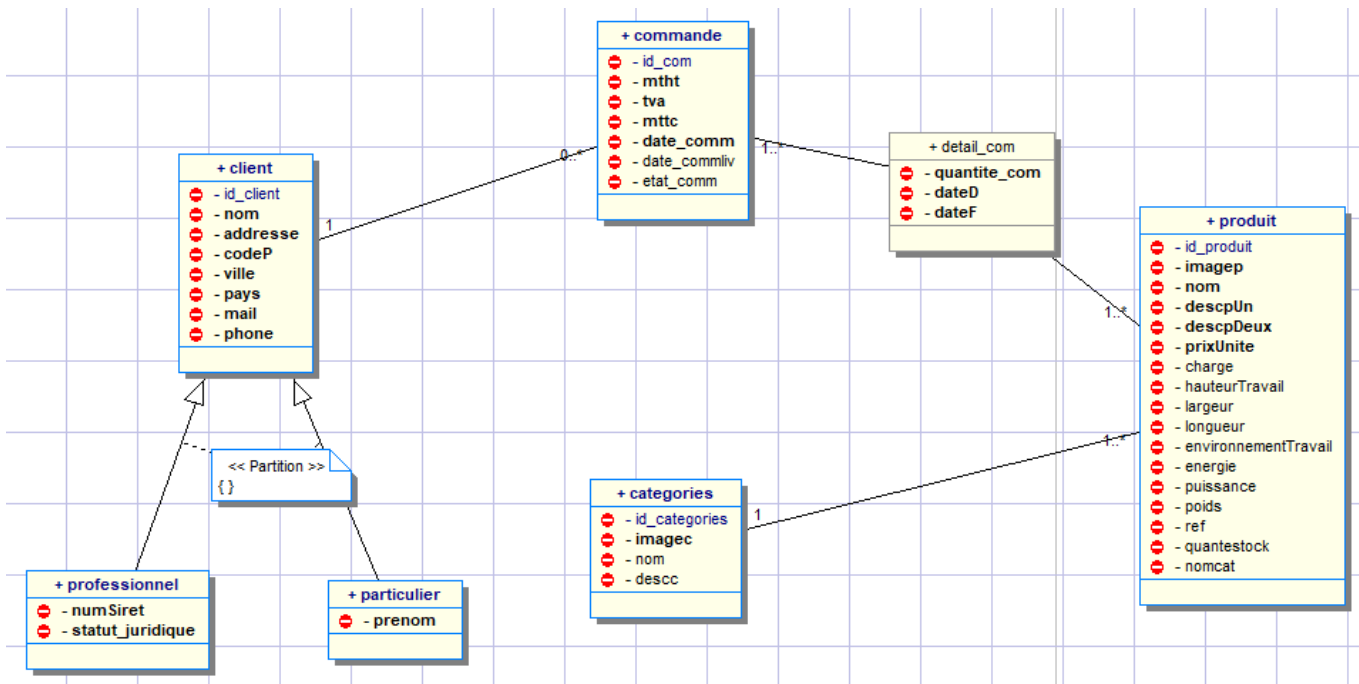 + commande
- id_com
- mtht
- tva
- mttc
- date_comm
- date_commliv
- etat_comm
0..*
1..*
+ detail_com
- quantite_com
- dateD
- dateF
+ client
- id_client
- nom
- addresse
- codeP
- ville
- pays
- mail
- phone
1
+ produit
- id_produit
- imagep
- nom
- descpUn
- descpDeux
- prixUnite
- charge
- hauteurTravail
- largeur
- longueur
- environnementTravail
- energie
- puissance
- poids
- ref
- quantestock
- nomcat
1..*
1..*
<< Partition >>
{ }
+ categories
- id_categories
- imagec
- nom
- descc
1
+ professionnel
- numSiret
- statut_juridique
+ particulier
- prenom